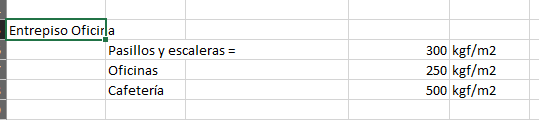 Entrepiso Oficina
Pasillos y escaleras = 300 kgf/m2
Oficinas 250 kgf/m2
Cafetería 500 kgf/m2